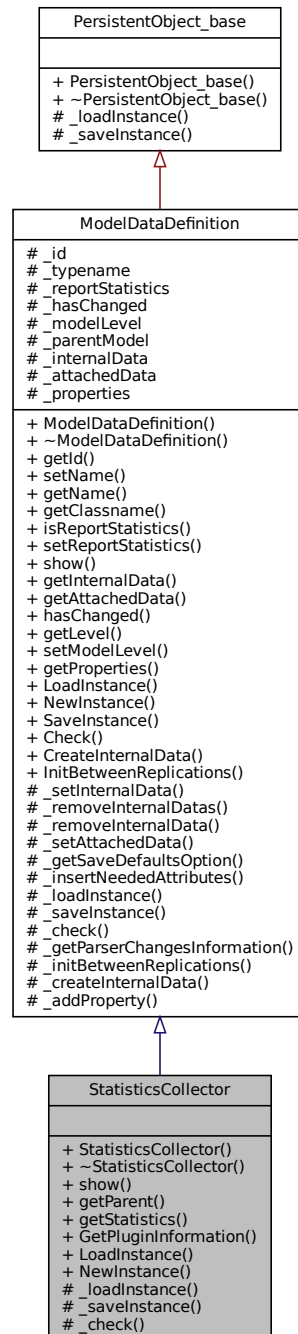 PersistentObject_base
+ PersistentObject_base()
+ ~PersistentObject_base()
# _loadInstance()
# _saveInstance()
ModelDataDefinition
# _id
# _typename
# _reportStatistics
# _hasChanged
# _modelLevel
# _parentModel
# _internalData
# _attachedData
# _properties
+ ModelDataDefinition()
+ ~ModelDataDefinition()
+ getId()
+ setName()
+ getName()
+ getClassname()
+ isReportStatistics()
+ setReportStatistics()
+ show()
+ getInternalData()
+ getAttachedData()
+ hasChanged()
+ getLevel()
+ setModelLevel()
+ getProperties()
+ LoadInstance()
+ NewInstance()
+ SaveInstance()
+ Check()
+ CreateInternalData()
+ InitBetweenReplications()
# _setInternalData()
# _removeInternalDatas()
# _removeInternalData()
# _setAttachedData()
# _getSaveDefaultsOption()
# _insertNeededAttributes()
# _loadInstance()
# _saveInstance()
# _check()
# _getParserChangesInformation()
# _initBetweenReplications()
# _createInternalData()
# _addProperty()
StatisticsCollector
+ StatisticsCollector()
+ ~StatisticsCollector()
+ show()
+ getParent()
+ getStatistics()
+ GetPluginInformation()
+ LoadInstance()
+ NewInstance()
# _loadInstance()
# _saveInstance()
# _check()